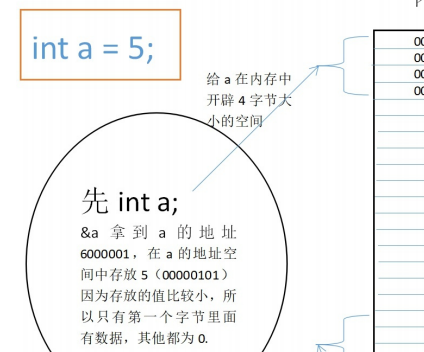 int a = 5;
给 a 在内存中
开辟 4 字节大
小的空间
先 int a;
&a 拿到 a 的地址
6000001，在 a 的地址空
间中存放 5（00000101）
因为存放的值比较小，所
以只有第一个字节里面
有数据，其他都为 0.
00
00
00
00